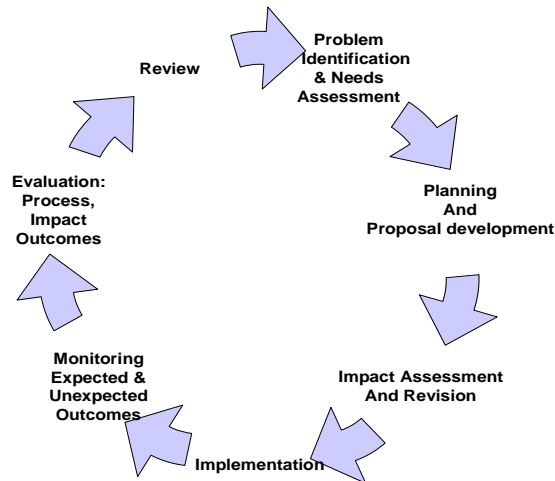 Problem
Identification
& Needs
Assessment
Planning
And
Proposal development
Impact Assessment
And Revision
Implementation
Monitoring
Expected &
Unexpected
Outcomes
Evaluation:
Process,
Impact
Outcomes
Review